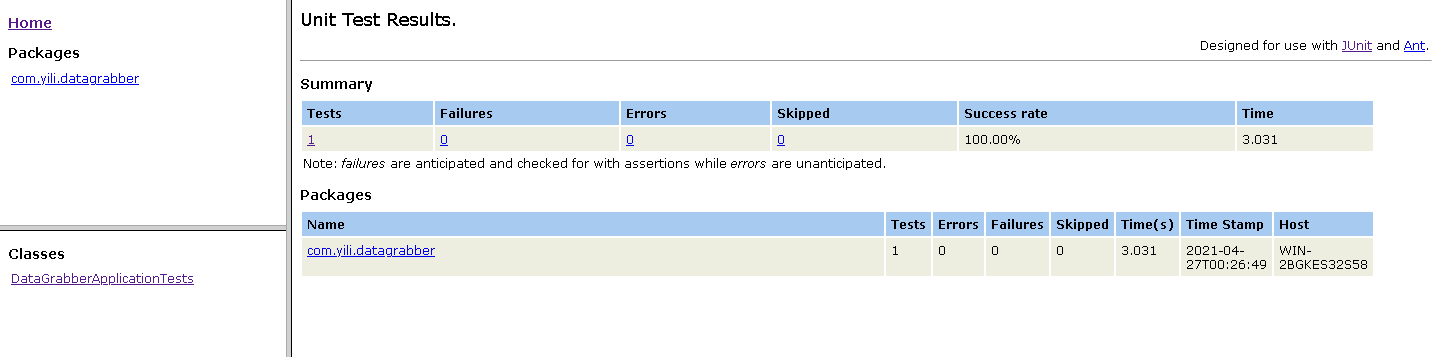 Home
Packages
com.yili.datagrabber
Classes
DataGrabberApplicationTests
Unit Test Results.
Designed for use with JUnit and Ant.
Summary
Tests Failures Errors Skipped Success rate Time
1 0 0 0 100.00% 3.031
Note: failures are anticipated and checked for with assertions while errors are unanticipated.
Packages
Name Tests Errors Failures Skipped Time(s) Time Stamp Host
com.yili.datagrabber 1 0 0 0 3.031 2021-04- WIN-
27T00:26:49 2BGKES32S58